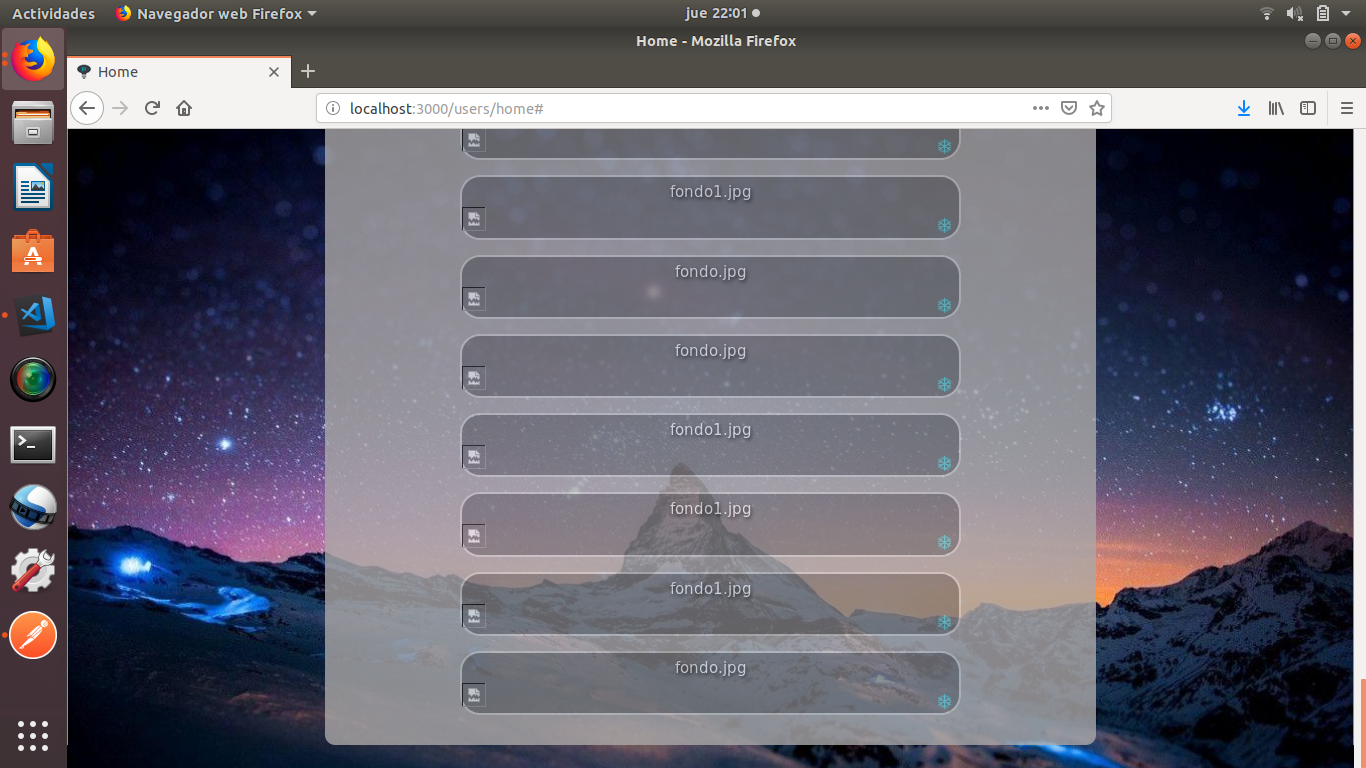 Actividades
Navegador web Firefox
jue 22:01
Home - Mozilla Firefox
Home
localhost:3000/users/home#
fondo1.jpg
fondo.jpg
fondo.jpg
fondo1.jpg
fondo1.jpg
fondo1.jpg
fondo.jpg